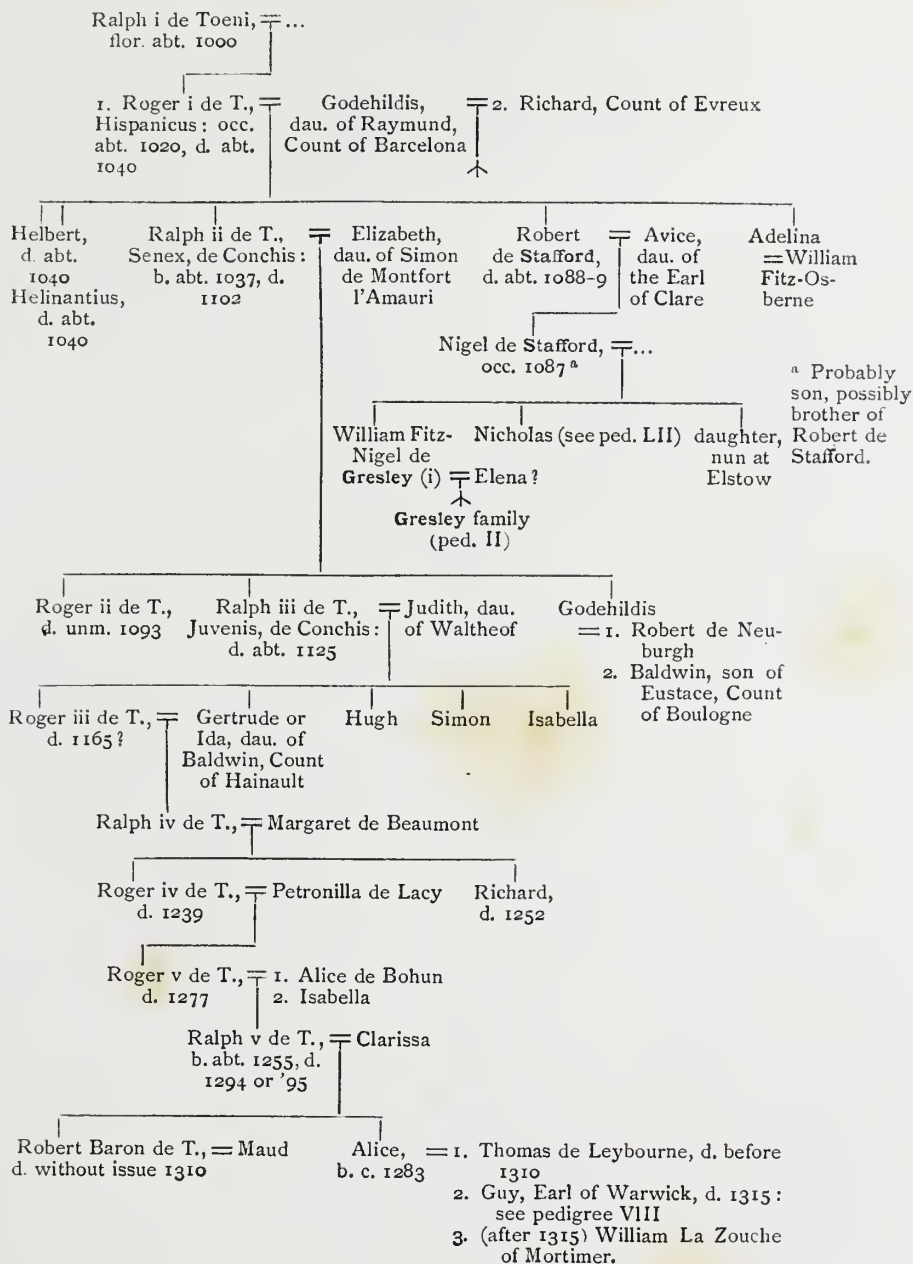 Ralph i de Toeni, = ...
flor. abt. 1000
1. Roger i de T., = Godehildis, = 2. Richard, Count of Evreux
Hispanicus: occ. dau. of Raymund,
abt. 1020, d. abt. Count of Barcelona
1040
Helbert, Ralph ii de T., = Elizabeth, Robert = Avice, Adelina
d. abt. Senex, de Conchis: dau. of Simon de Stafford, dau. of =William
1040 b. abt. 1037, d. de Montfort d. abt. 1088-9 the Earl Fitz-Os-
Helinantius, 1102 l'Amauri of Clare berne
d. abt.
1040
Nigel de Stafford, = ...
occ. 1087 a
a Probably
son, possibly
brother of
Robert de
Stafford.
William Fitz- Nicholas (see ped. LII) daughter,
Nigel de nun at
Gresley (i) = Elena? Elstow
Gresley family
(ped. II)
Roger ii de T., Ralph iii de T., = Judith, dau. Godehildis
d. unm. 1093 Juvenis, de Conchis: of Waltheof = 1. Robert de Neu-
d. abt. 1125 burgh
2. Baldwin, son of
Eustace, Count
of Boulogne
Roger iii de T., = Gertrude or Hugh Simon Isabella
d. 1165? Ida, dau. of
Baldwin, Count
of Hainault
Ralph iv de T., = Margaret de Beaumont
Roger iv de T., = Petronilla de Lacy Richard,
d. 1239 d. 1252
Roger v de T., = 1. Alice de Bohun
d. 1277 2. Isabella
Ralph v de T., = Clarissa
b. abt. 1255, d.
1294 or '95
Robert Baron de T., = Maud Alice, = 1. Thomas de Leybourne, d. before
d. without issue 1310 b. c. 1283 1310
2. Guy, Earl of Warwick, d. 1315:
see pedigree VIII
3. (after 1315) William La Zouche
of Mortimer.